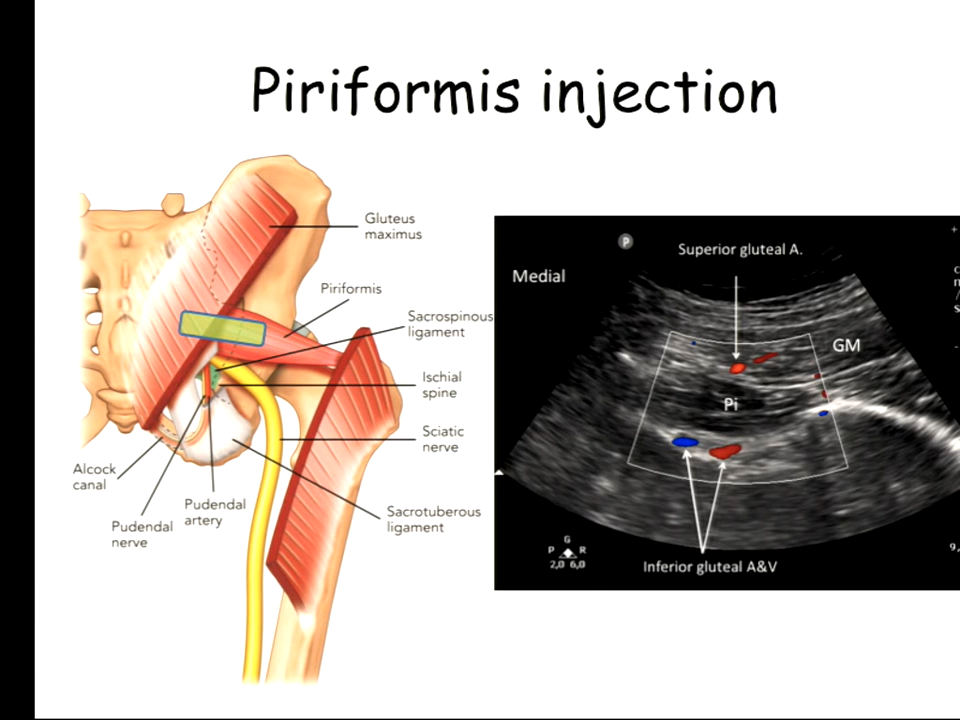 Piriformis injection
Gluteus
maximus
Piriformis
Sacrospinous
ligament
Ischial
spine
Sciatic
nerve
Sacrotuberous
ligament
Alcock
canal
Pudendal
nerve
Pudendal
artery
P
Superior gluteal A.
Medial
GM
Pi
Inferior gluteal A&V
G
P R
2,0 6,0
9,